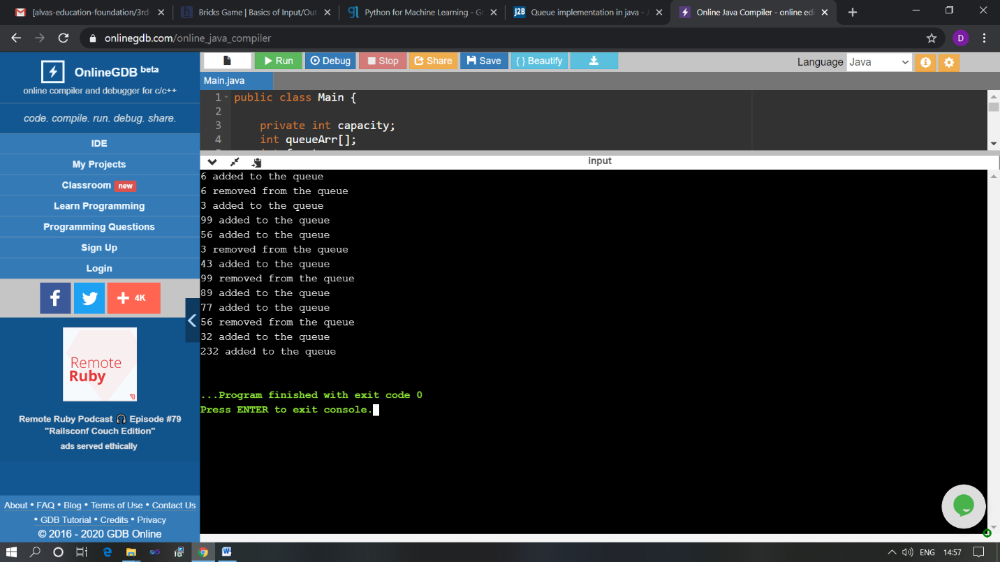 [alvas-education-foundation/3rd
Bricks Game | Basics of Input/Out
Python for Machine Learning - Gr
J2B Queue implementation in java - J
Online Java Compiler - online edi
onlinegdb.com/online_java_compiler
D
OnlineGDB beta
online compiler and debugger for c/c++
code. compile. run. debug. share.
IDE
My Projects
Classroom new
Learn Programming
Programming Questions
Sign Up
Login
4K
Remote
Ruby
Remote Ruby Podcast 🎧 Episode #79
"Railsconf Couch Edition"
ads served ethically
About • FAQ • Blog • Terms of Use • Contact Us
• GDB Tutorial • Credits • Privacy
© 2016 - 2020 GDB Online
Run Debug Stop Share Save { } Beautify
Language Java
Main.java
1 public class Main {
2
3 private int capacity;
4 int queueArr[];
input
6 added to the queue
6 removed from the queue
3 added to the queue
99 added to the queue
56 added to the queue
3 removed from the queue
43 added to the queue
99 removed from the queue
89 added to the queue
77 added to the queue
56 removed from the queue
32 added to the queue
232 added to the queue
...Program finished with exit code 0
Press ENTER to exit console.
ENG 14:57